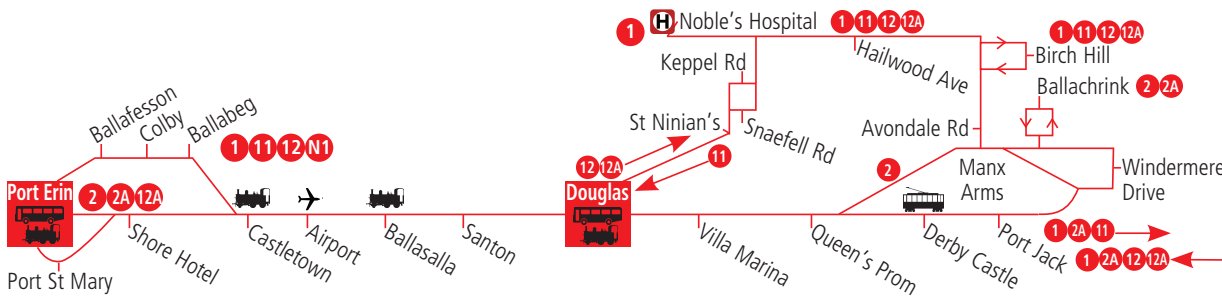 1 H Noble's Hospital 1 11 12 12A
1 11 12 12A
Keppel Rd
Hailwood Ave
Birch Hill
Ballachrink 2 2A
Ballafesson
Colby
Ballabeg
St Ninian's
Snaefell Rd
Avondale Rd
1 11 12 N1
12 12A
11
2
Manx
Arms
Windermere
Drive
Port Erin
2 2A 12A
Douglas
Shore Hotel
Castletown
Airport
Ballasalla
Santon
Villa Marina
Queen's Prom
Derby Castle
Port Jack
1 2A 11
1 2A 12 12A
Port St Mary